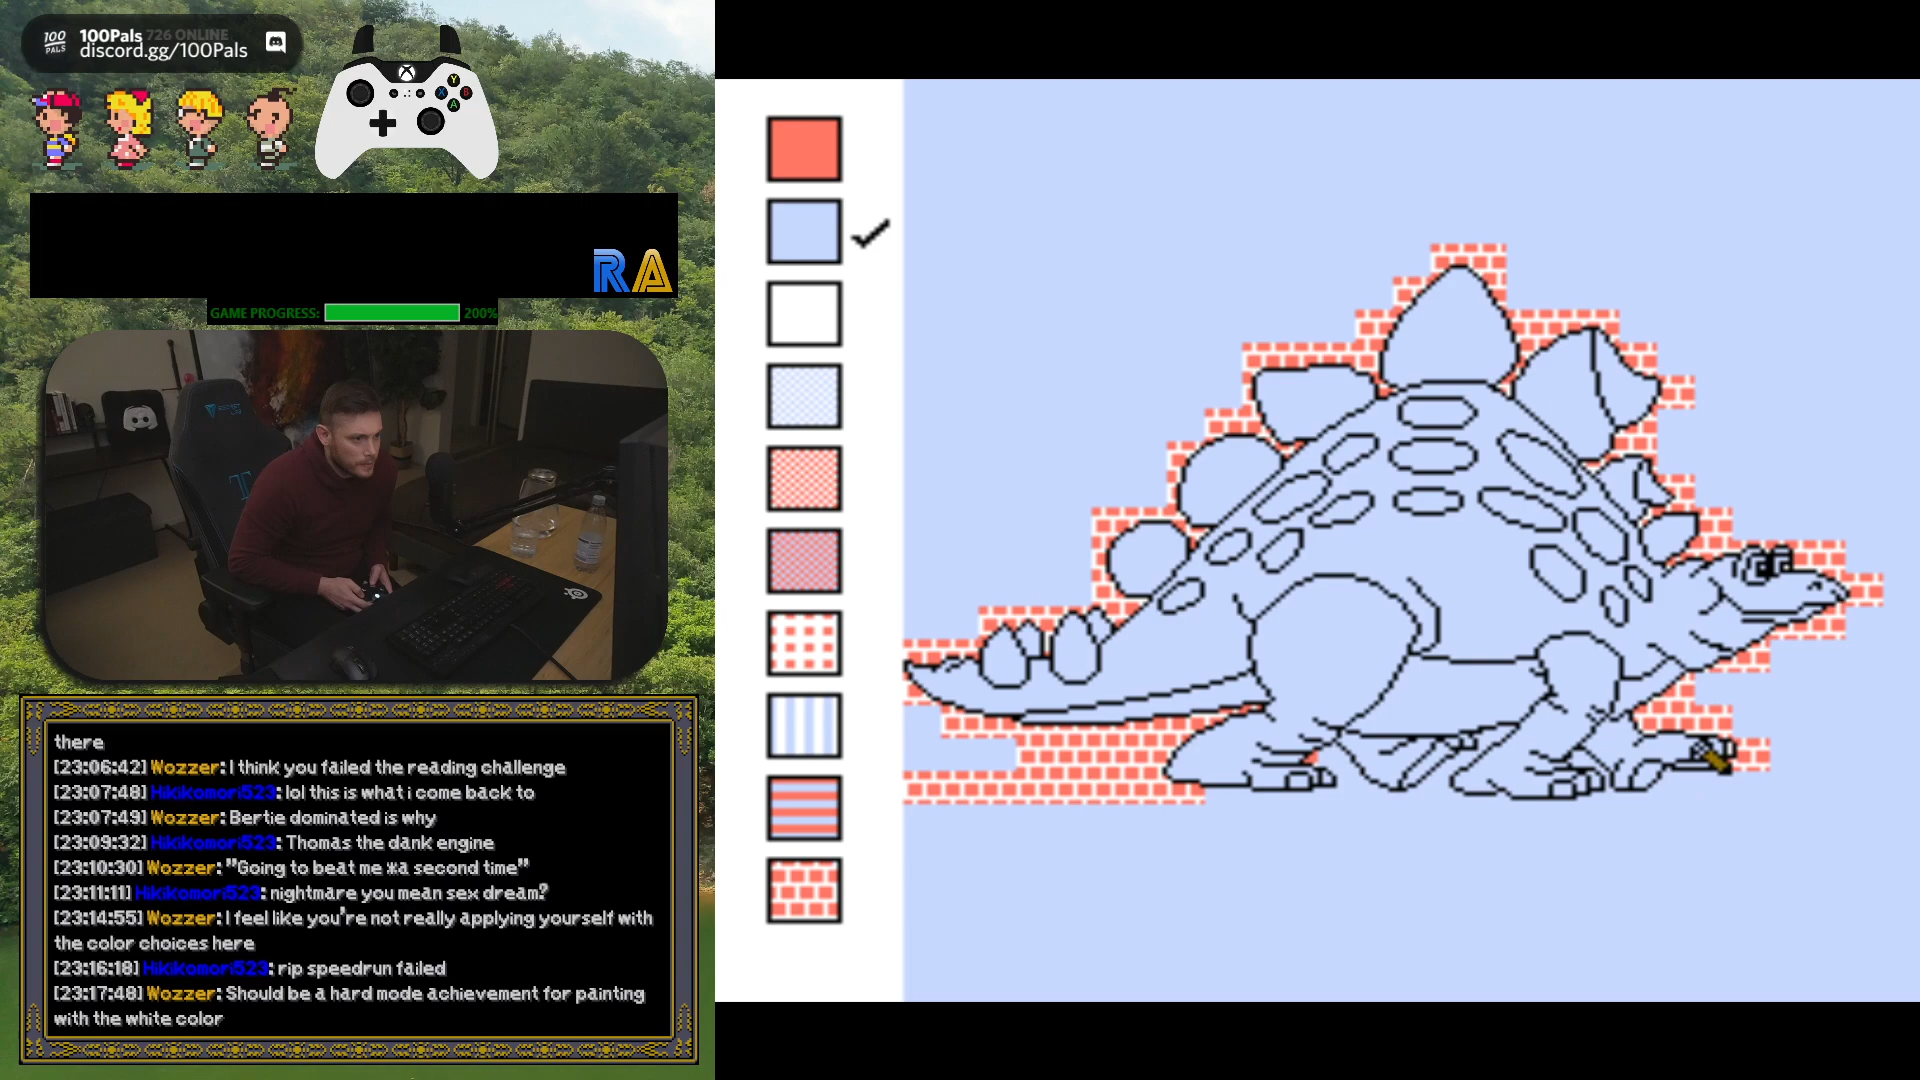 100 PALS
100Pals 726 ONLINE
discord.gg/100Pals
Y
X B
A
RA
GAME PROGRESS: 200%
there
[23:06:42] Wozzer: I think you failed the reading challenge
[23:07:48] Hikikomori523: lol this is what i come back to
[23:07:49] Wozzer: Bertie dominated is why
[23:09:32] Hikikomori523: Thomas the dank engine
[23:10:30] Wozzer: "Going to beat me *a second time"
[23:11:11] Hikikomori523: nightmare you mean sex dream?
[23:14:55] Wozzer: I feel like you're not really applying yourself with
the color choices here
[23:16:18] Hikikomori523: rip speedrun failed
[23:17:48] Wozzer: Should be a hard mode achievement for painting
with the white color